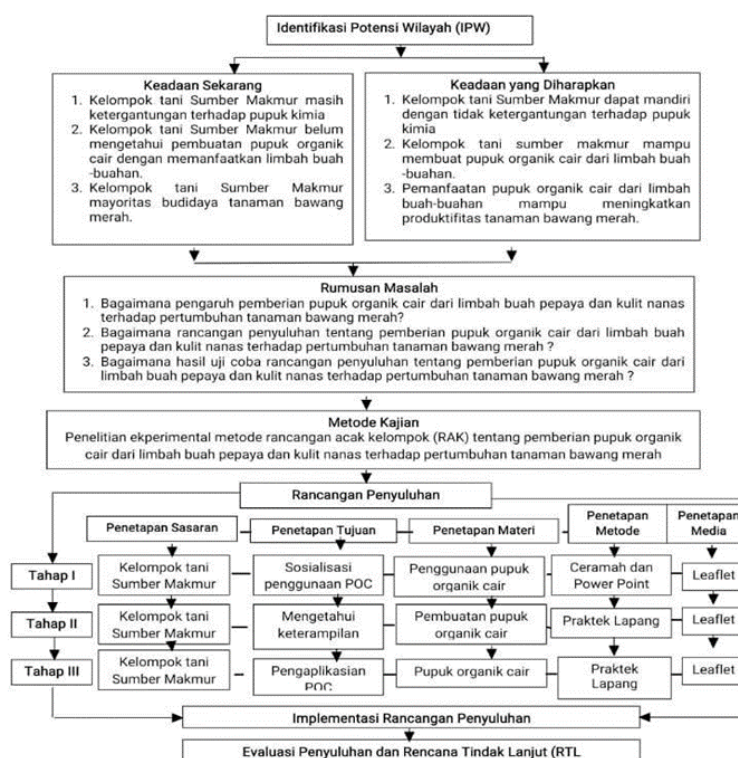 Identifikasi Potensi Wilayah (IPW)
Keadaan Sekarang
1. Kelompok tani Sumber Makmur masih
ketergantungan terhadap pupuk kimia
2. Kelompok tani Sumber Makmur belum
mengetahui pembuatan pupuk organik
cair dengan memanfaatkan limbah buah
-buahan.
3. Kelompok tani Sumber Makmur
mayoritas budidaya tanaman bawang
merah.
Keadaan yang Diharapkan
1. Kelompok tani Sumber Makmur dapat mandiri
dengan tidak ketergantungan terhadap pupuk
kimia
2. Kelompok tani sumber makmur mampu
membuat pupuk organik cair dari limbah buah
-buahan.
3. Pemanfaatan pupuk organik cair dari limbah
buah-buahan mampu meningkatkan
produktifitas tanaman bawang merah.
Rumusan Masalah
1. Bagaimana pengaruh pemberian pupuk organik cair dari limbah buah pepaya dan kulit nanas
terhadap pertumbuhan tanaman bawang merah?
2. Bagaimana rancangan penyuluhan tentang pemberian pupuk organik cair dari limbah buah
pepaya dan kulit nanas terhadap pertumbuhan tanaman bawang merah ?
3. Bagaimana hasil uji coba rancangan penyuluhan tentang pemberian pupuk organik cair dari
limbah buah pepaya dan kulit nanas terhadap pertumbuhan tanaman bawang merah ?
Metode Kajian
Penelitian ekperimental metode rancangan acak kelompok (RAK) tentang pemberian pupuk organik
cair dari limbah buah pepaya dan kulit nanas terhadap pertumbuhan tanaman bawang merah
Rancangan Penyuluhan
Penetapan Sasaran
Penetapan Tujuan
Penetapan Materi
Penetapan
Metode
Penetapan
Media
Tahap I
Kelompok tani
Sumber Makmur
Sosialisasi
penggunaan POC
Penggunaan pupuk
organik cair
Ceramah dan
Power Point
Leaflet
Tahap II
Kelompok tani
Sumber Makmur
Mengetahui
keterampilan
Pembuatan pupuk
organik cair
Praktek Lapang
Leaflet
Tahap III
Kelompok tani
Sumber Makmur
Pengaplikasian
POC
Pupuk organik cair
Praktek
Lapang
Leaflet
Implementasi Rancangan Penyuluhan
Evaluasi Penyuluhan dan Rencana Tindak Lanjut (RTL